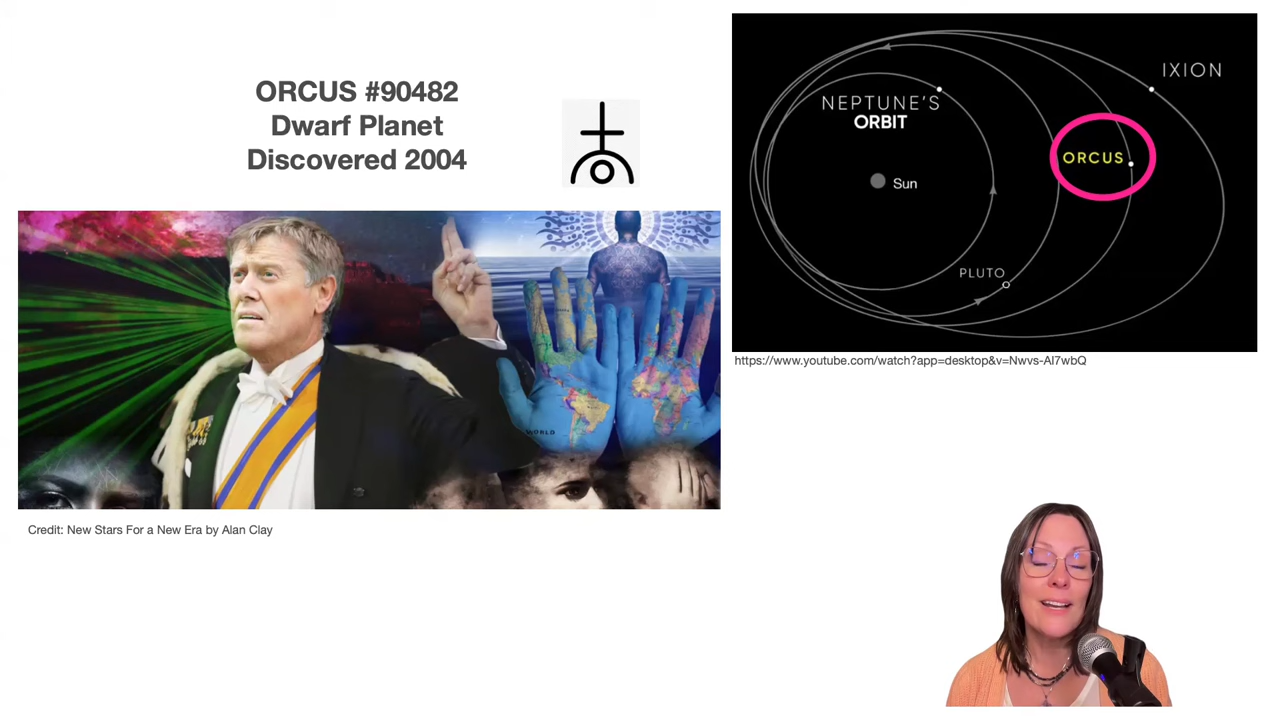 ORCUS #90482
Dwarf Planet
Discovered 2004
WORLD
Credit: New Stars For a New Era by Alan Clay
IXION
NEPTUNE'S
ORBIT
ORCUS
Sun
PLUTO
https://www.youtube.com/watch?app=desktop&v=Nwvs-AI7wbQ